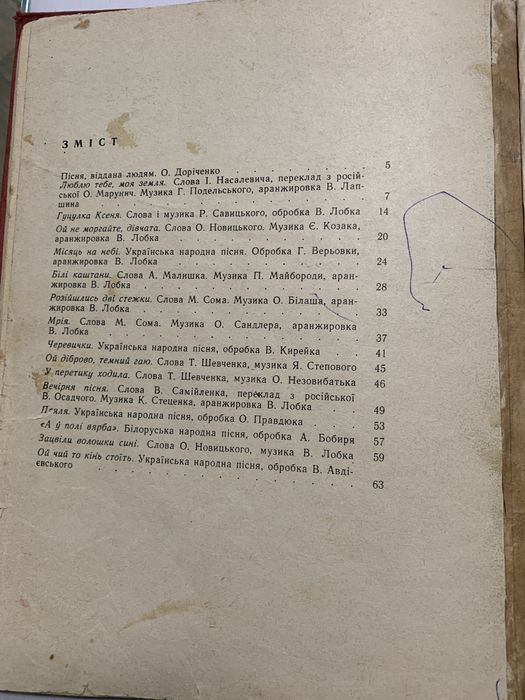 ЗМІСТ
Пісня, віддана людям. О. Доріченко . . . . . . . 5
Люблю тебе, моя земля. Слова І. Насалевича, переклад з росій-
ської О. Марунич. Музика Г. Подельського, аранжировка В. Лап-
шина . . . . . . . 7
Гуцулка Ксеня. Слова і музика Р. Савицького, обробка В. Лобка . 14
Ой не моргайте, дівчата. Слова О. Новицького. Музика Є. Козака,
аранжировка В. Лобка . . . . . . . 20
Місяць на небі. Українська народна пісня. Обробка Г. Верьовки,
аранжировка В. Лобка . . . . . . . 24
Білі каштани. Слова А. Малишка. Музика П. Майбороди, аран-
жировка В. Лобка . . . . . . . 28
Розійшлись дві стежки. Слова М. Сома. Музика О. Білаша, аран-
жировка В. Лобка . . . . . . . 33
Мрія. Слова М. Сома. Музика О. Сандлера, аранжировка
В. Лобка . . . . . . . 37
Черевички. Українська народна пісня, обробка В. Кирейка . 41
Ой діброво, темний гаю. Слова Т. Шевченка, музика Я. Степового 45
У перетику ходила. Слова Т. Шевченка, музика О. Незовибатька 46
Вечірня пісня. Слова В. Самійленка, переклад з російської
В. Осадчого. Музика К. Стеценка, аранжировка В. Лобка . 49
Українська народна пісня, обробка О. Правдюка . 53
«А ў полі вярба». Білоруська народна пісня, обробка А. Бобиря 57
Зацвіли волошки сині. Слова О. Новицького, музика В. Лобка 59
Ой чий то кінь стоїть. Українська народна пісня, обробка В. Авді-
євського . . . . . . . 63